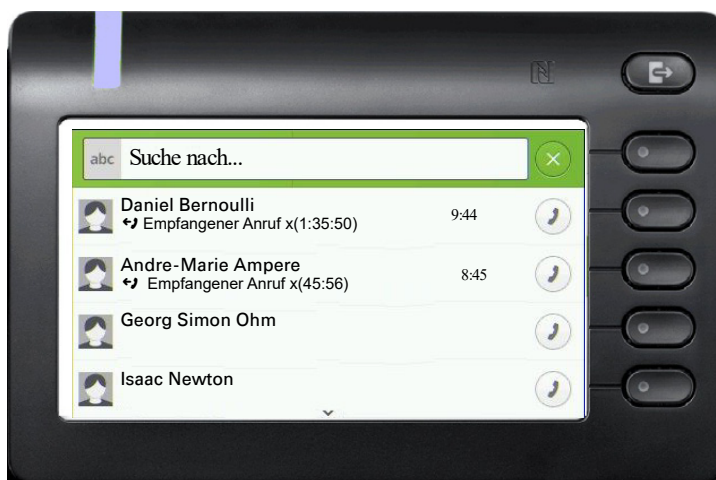 abc Suche nach...
Daniel Bernoulli
Empfangener Anruf x(1:35:50) 9:44
Andre-Marie Ampere
Empfangener Anruf x(45:56) 8:45
Georg Simon Ohm
Isaac Newton